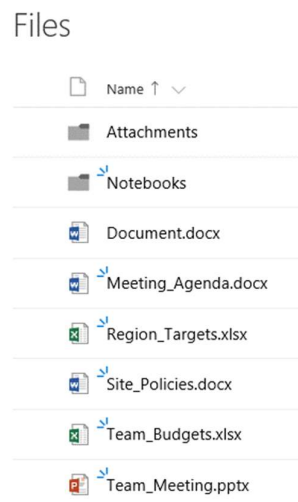 Files
Name
Attachments
Notebooks
Document.docx
Meeting_Agenda.docx
Region_Targets.xlsx
Site_Policies.docx
Team_Budgets.xlsx
Team_Meeting.pptx